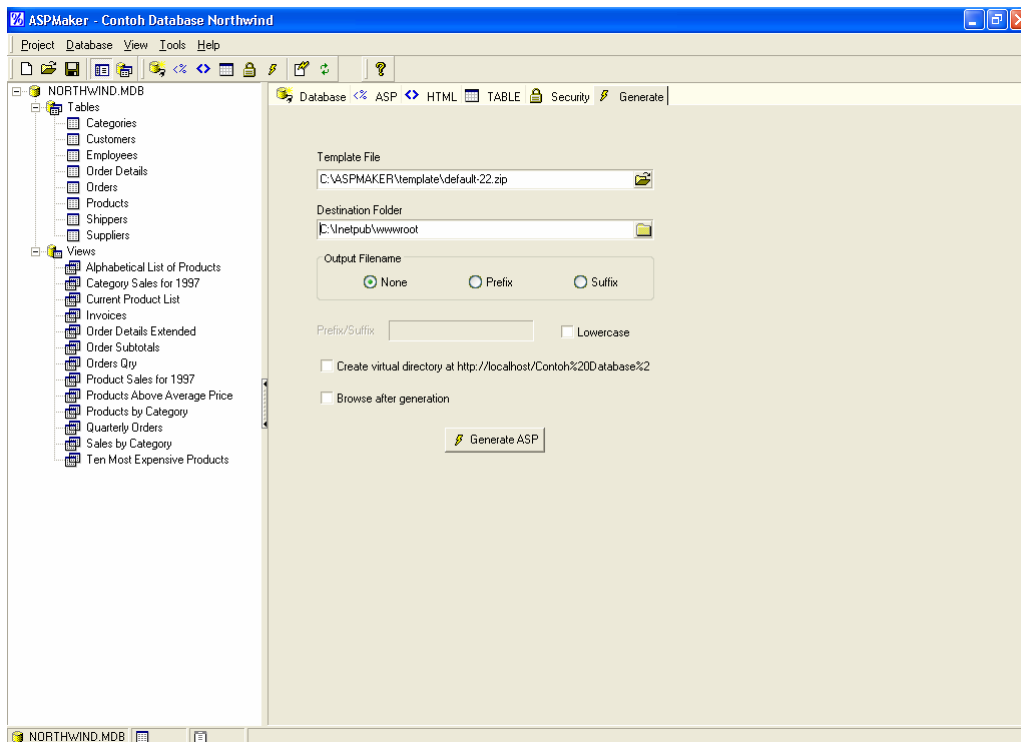 ASPMaker - Contoh Database Northwind
Project Database View Tools Help
NORTHWIND.MDB
Tables
Categories
Customers
Employees
Order Details
Orders
Products
Shippers
Suppliers
Views
Alphabetical List of Products
Category Sales for 1997
Current Product List
Invoices
Order Details Extended
Order Subtotals
Orders Qry
Product Sales for 1997
Products Above Average Price
Products by Category
Quarterly Orders
Sales by Category
Ten Most Expensive Products
Database ASP HTML TABLE Security Generate
Template File
C:\ASPMAKER\template\default-22.zip
Destination Folder
C:\Inetpub\wwwroot
Output Filename
None Prefix Suffix
Prefix/Suffix Lowercase
Create virtual directory at http://localhost/Contoh%20Database%2
Browse after generation
Generate ASP
NORTHWIND.MDB